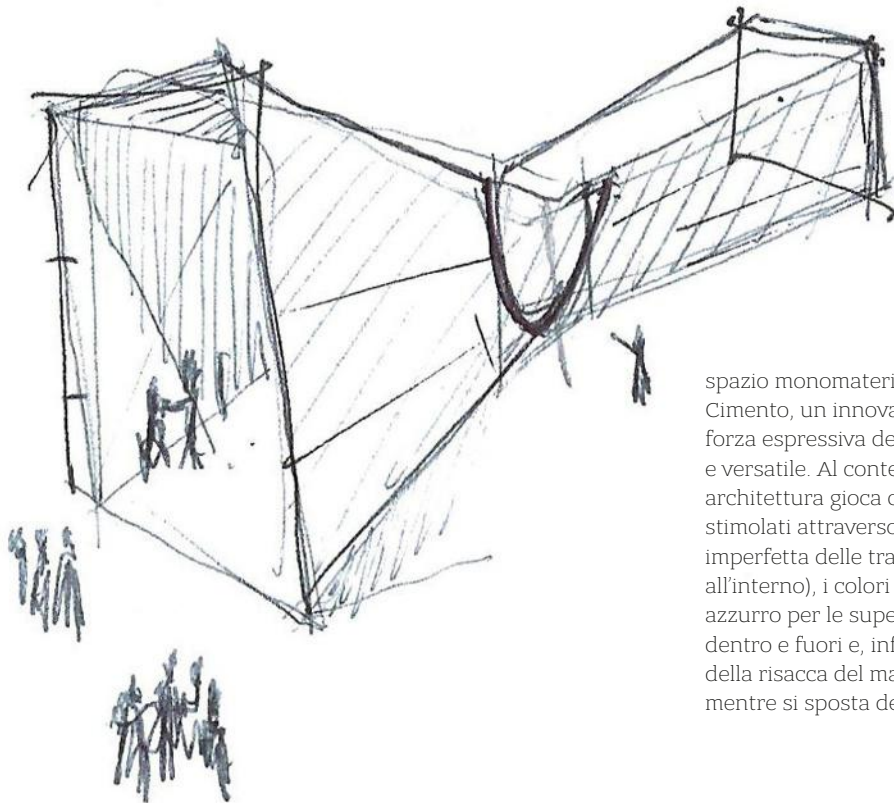 spazio monomateri
Cimento, un innova
forza espressiva de
e versatile. Al conte
architettura gioca c
stimolati attraverso
imperfetta delle tra
all'interno), i colori
azzurro per le supe
dentro e fuori e, inf
della risacca del ma
mentre si sposta de